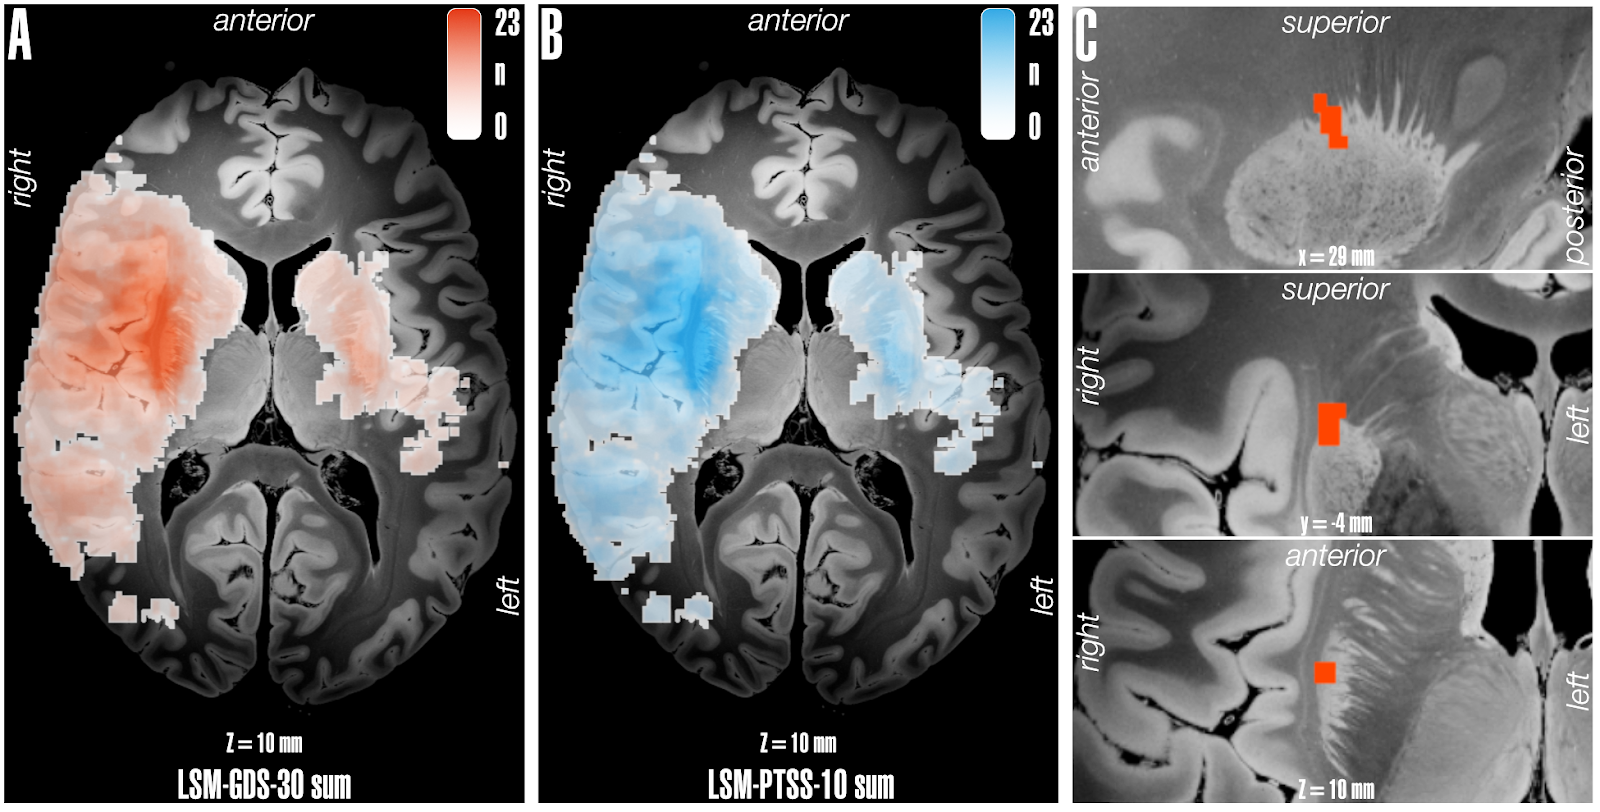 A
anterior
23
n
0
right
left
Z = 10 mm
LSM-GDS-30 sum
B
anterior
23
n
0
right
left
Z = 10 mm
LSM-PTSS-10 sum
C
superior
anterior
posterior
x = 29 mm
superior
right
left
y = -4 mm
anterior
right
left
Z = 10 mm